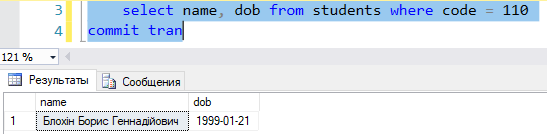 3 select name, dob from students where code = 110
4 commit tran
121 %
Результаты Сообщения
name dob
1 Блохін Борис Геннадійович 1999-01-21